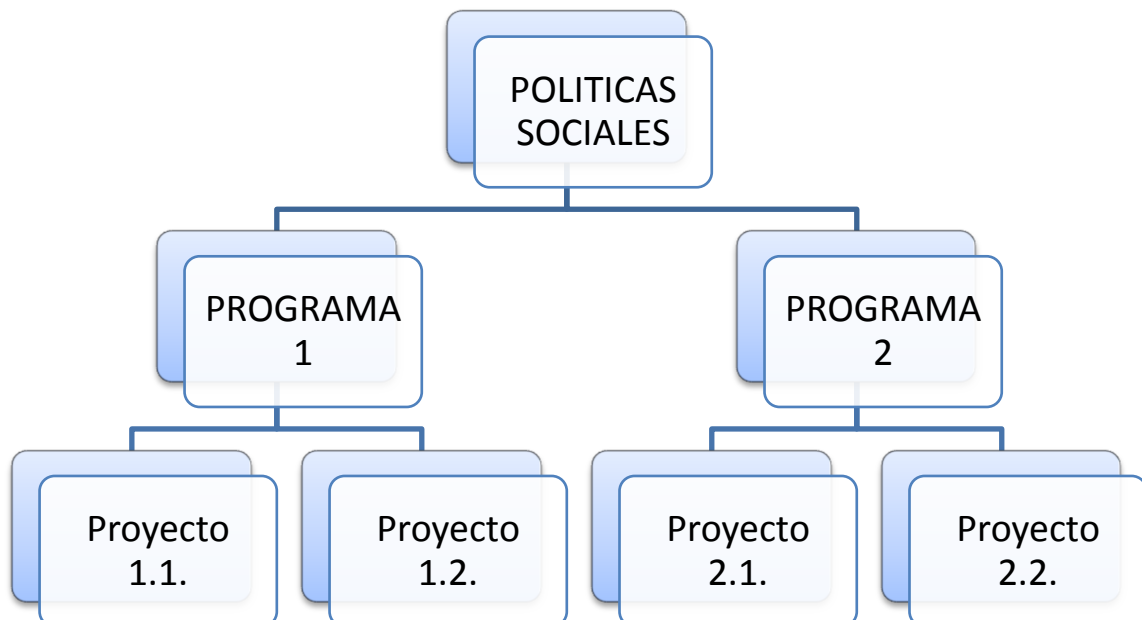 POLITICAS
SOCIALES
PROGRAMA
1
PROGRAMA
2
Proyecto
1.1.
Proyecto
1.2.
Proyecto
2.1.
Proyecto
2.2.